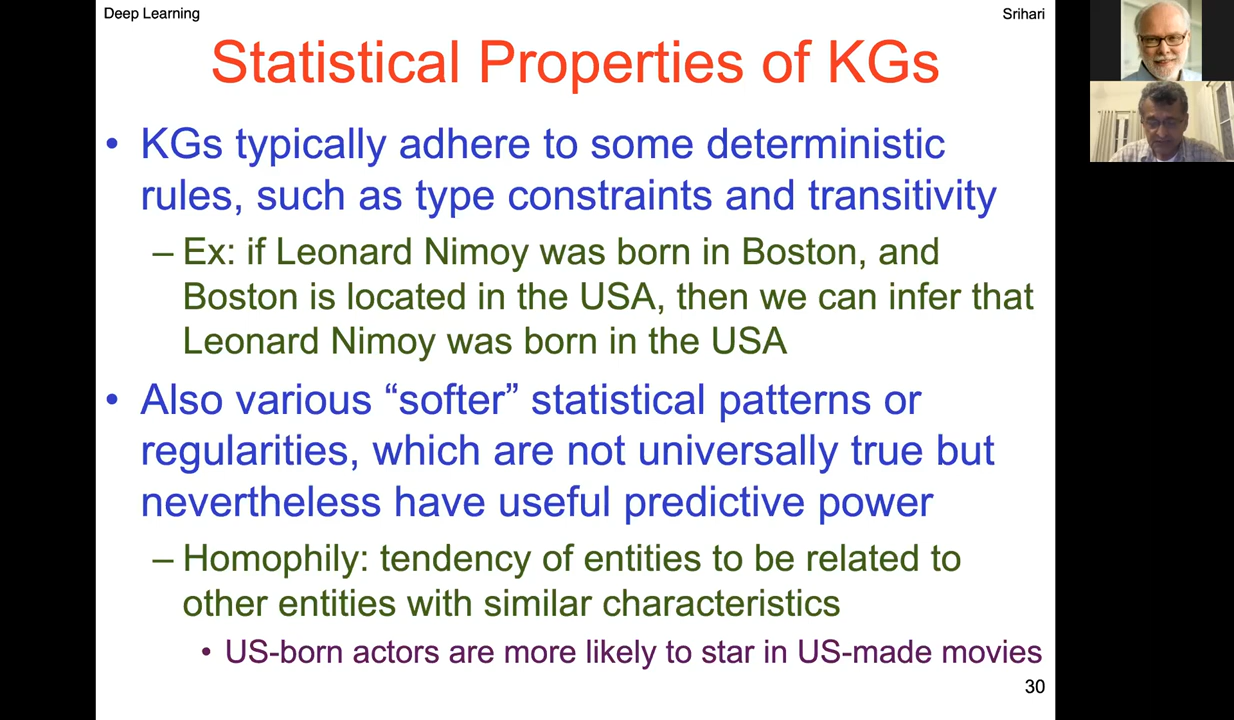 Deep Learning
Srihari
Statistical Properties of KGs
• KGs typically adhere to some deterministic
rules, such as type constraints and transitivity
– Ex: if Leonard Nimoy was born in Boston, and
Boston is located in the USA, then we can infer that
Leonard Nimoy was born in the USA
• Also various “softer” statistical patterns or
regularities, which are not universally true but
nevertheless have useful predictive power
– Homophily: tendency of entities to be related to
other entities with similar characteristics
• US-born actors are more likely to star in US-made movies
30